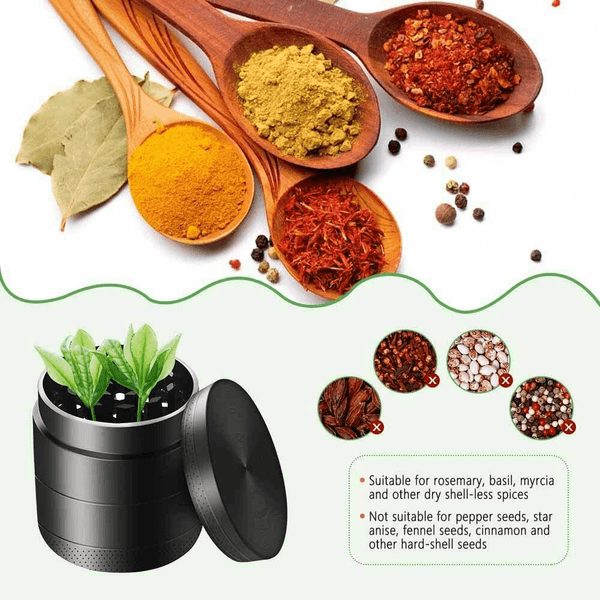 Suitable for rosemary, basil, myrcia
and other dry shell-less spices
Not suitable for pepper seeds, star
anise, fennel seeds, cinnamon and
other hard-shell seeds